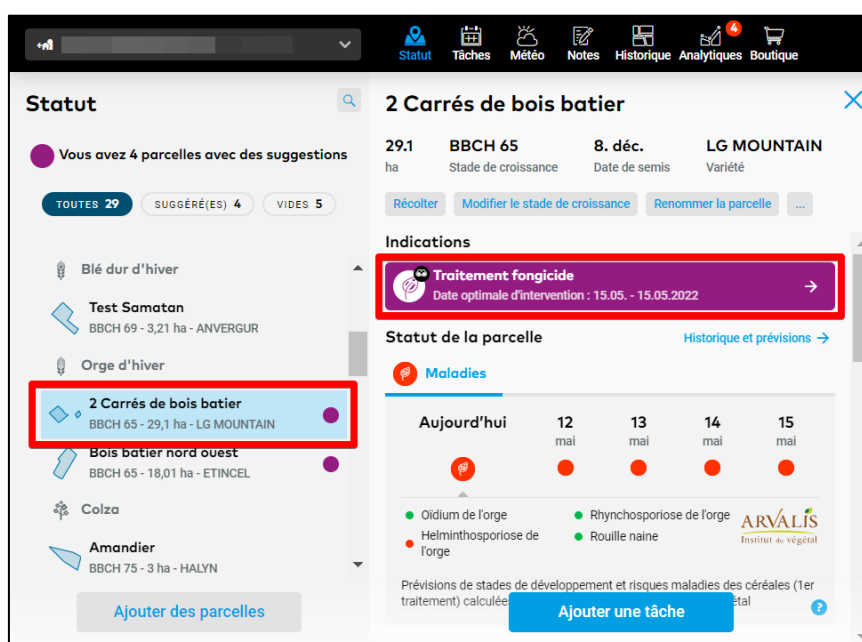 Statut
Tâches
Météo
Notes
Historique
Analytiques
4
Boutique
Statut
Vous avez 4 parcelles avec des suggestions
TOUTES 29
SUGGÉRÉ(ES) 4
VIDES 5
Blé dur d'hiver
Test Samatan
BBCH 69 - 3,21 ha - ANVERGUR
Orge d'hiver
2 Carrés de bois batier
BBCH 65 - 29,1 ha - LG MOUNTAIN
Bois batier nord ouest
BBCH 65 - 18,01 ha - ETINCEL
Colza
Amandier
BBCH 75 - 3 ha - HALYN
Ajouter des parcelles
2 Carrés de bois batier
29.1
ha
BBCH 65
Stade de croissance
8. déc.
Date de semis
LG MOUNTAIN
Variété
Récolter
Modifier le stade de croissance
Renommer la parcelle
...
Indications
Traitement fongicide
Date optimale d'intervention : 15.05. - 15.05.2022
Statut de la parcelle
Historique et prévisions →
Maladies
Aujourd'hui
12
mai
13
mai
14
mai
15
mai
Oïdium de l'orge
Helminthosporiose de
l'orge
Rhynchosporiose de l'orge
Rouille naine
ARVALIS
Institut du végétal
Prévisions de stades de développement et risques maladies des céréales (1er
traitement)
Ajouter une tâche
?